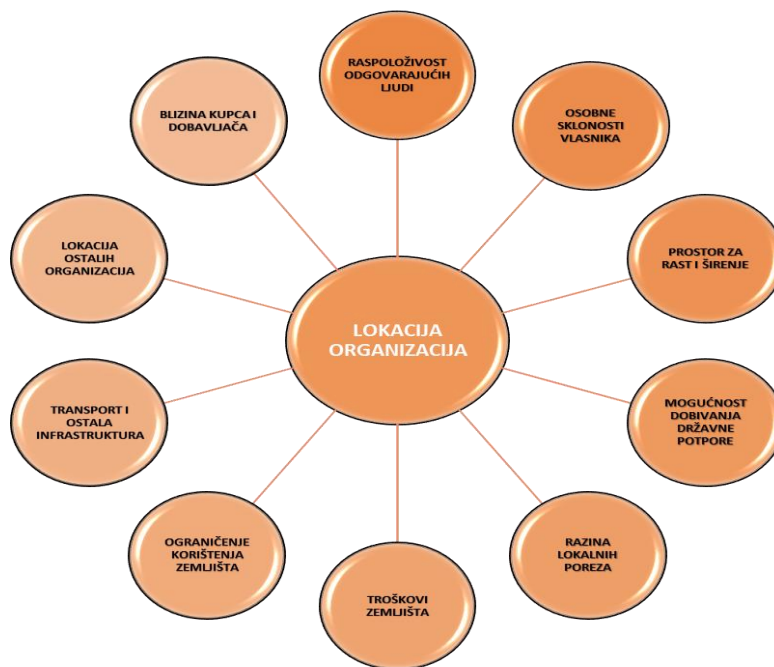 RASPOLOŽIVOST
ODGOVARAJUĆIH
LJUDI
OSOBNE
SKLONOSTI
VLASNIKA
PROSTOR ZA
RAST I ŠIRENJE
MOGUĆNOST
DOBIVANJA
DRŽAVNE
POTPORE
RAZINA
LOKALNIH
POREZA
TROŠKOVI
ZEMLJIŠTA
OGRANIČENJE
KORIŠTENJA
ZEMLJIŠTA
TRANSPORT I
OSTALA
INFRASTRUKTURA
LOKACIJA
OSTALIH
ORGANIZACIJA
BLIZINA KUPCA I
DOBAVLJAČA
LOKACIJA
ORGANIZACIJA